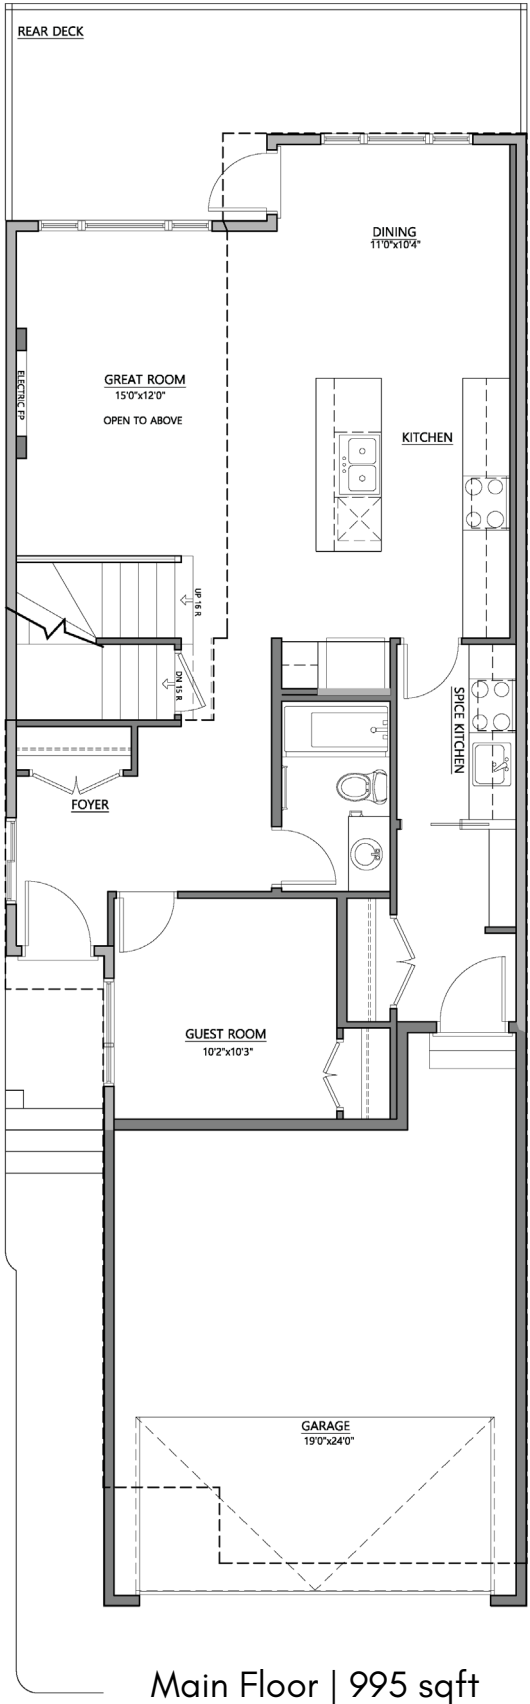 REAR DECK
DINING
11'0"x10'4"
GREAT ROOM
15'0"x12'0"
OPEN TO ABOVE
ELECTRIC FP
KITCHEN
UP 16 R
DN 15 R
SPICE KITCHEN
FOYER
GUEST ROOM
10'2"x10'3"
GARAGE
19'0"x24'0"
Main Floor | 995 sqft